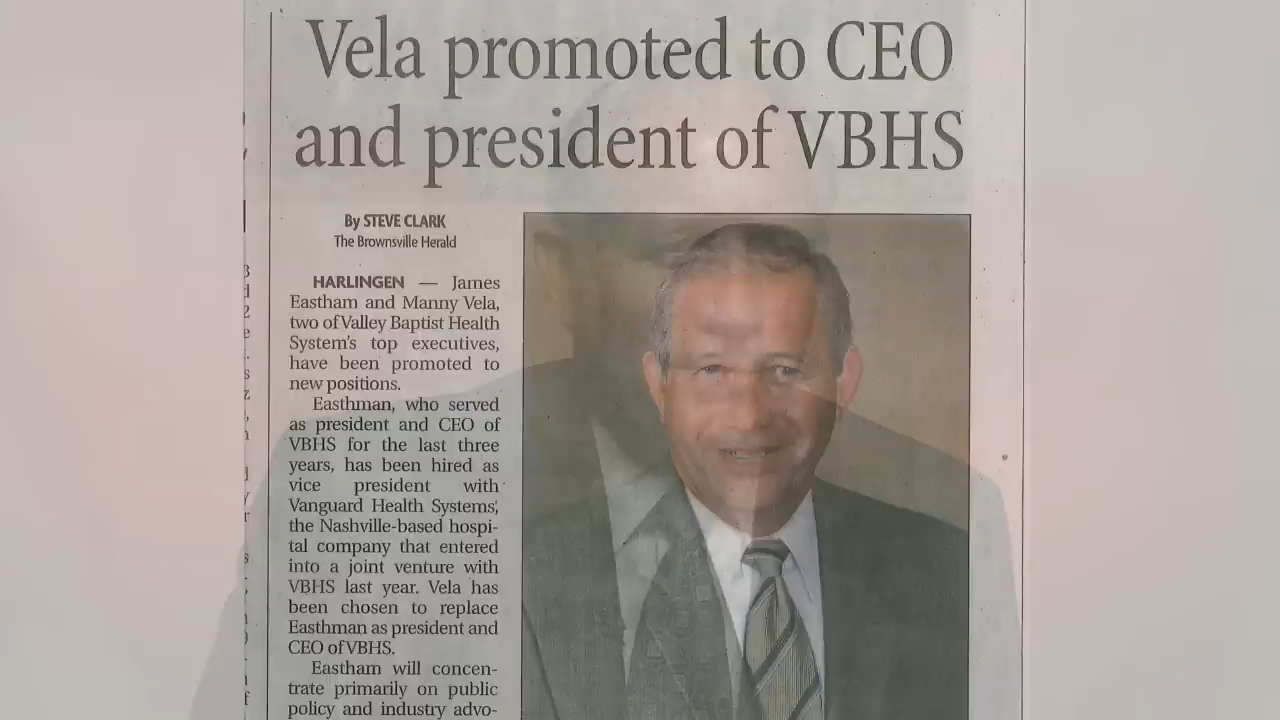 Vela promoted to CEO
and president of VBHS
By STEVE CLARK
The Brownsville Herald
HARLINGEN — James
Eastham and Manny Vela,
two of Valley Baptist Health
System's top executives,
have been promoted to
new positions.
Easthman, who served
as president and CEO of
VBHS for the last three
years, has been hired as
vice president with
Vanguard Health Systems,
the Nashville-based hospi-
tal company that entered
into a joint venture with
VBHS last year. Vela has
been chosen to replace
Easthman as president and
CEO of VBHS.
Eastham will concen-
trate primarily on public
policy and industry advo-